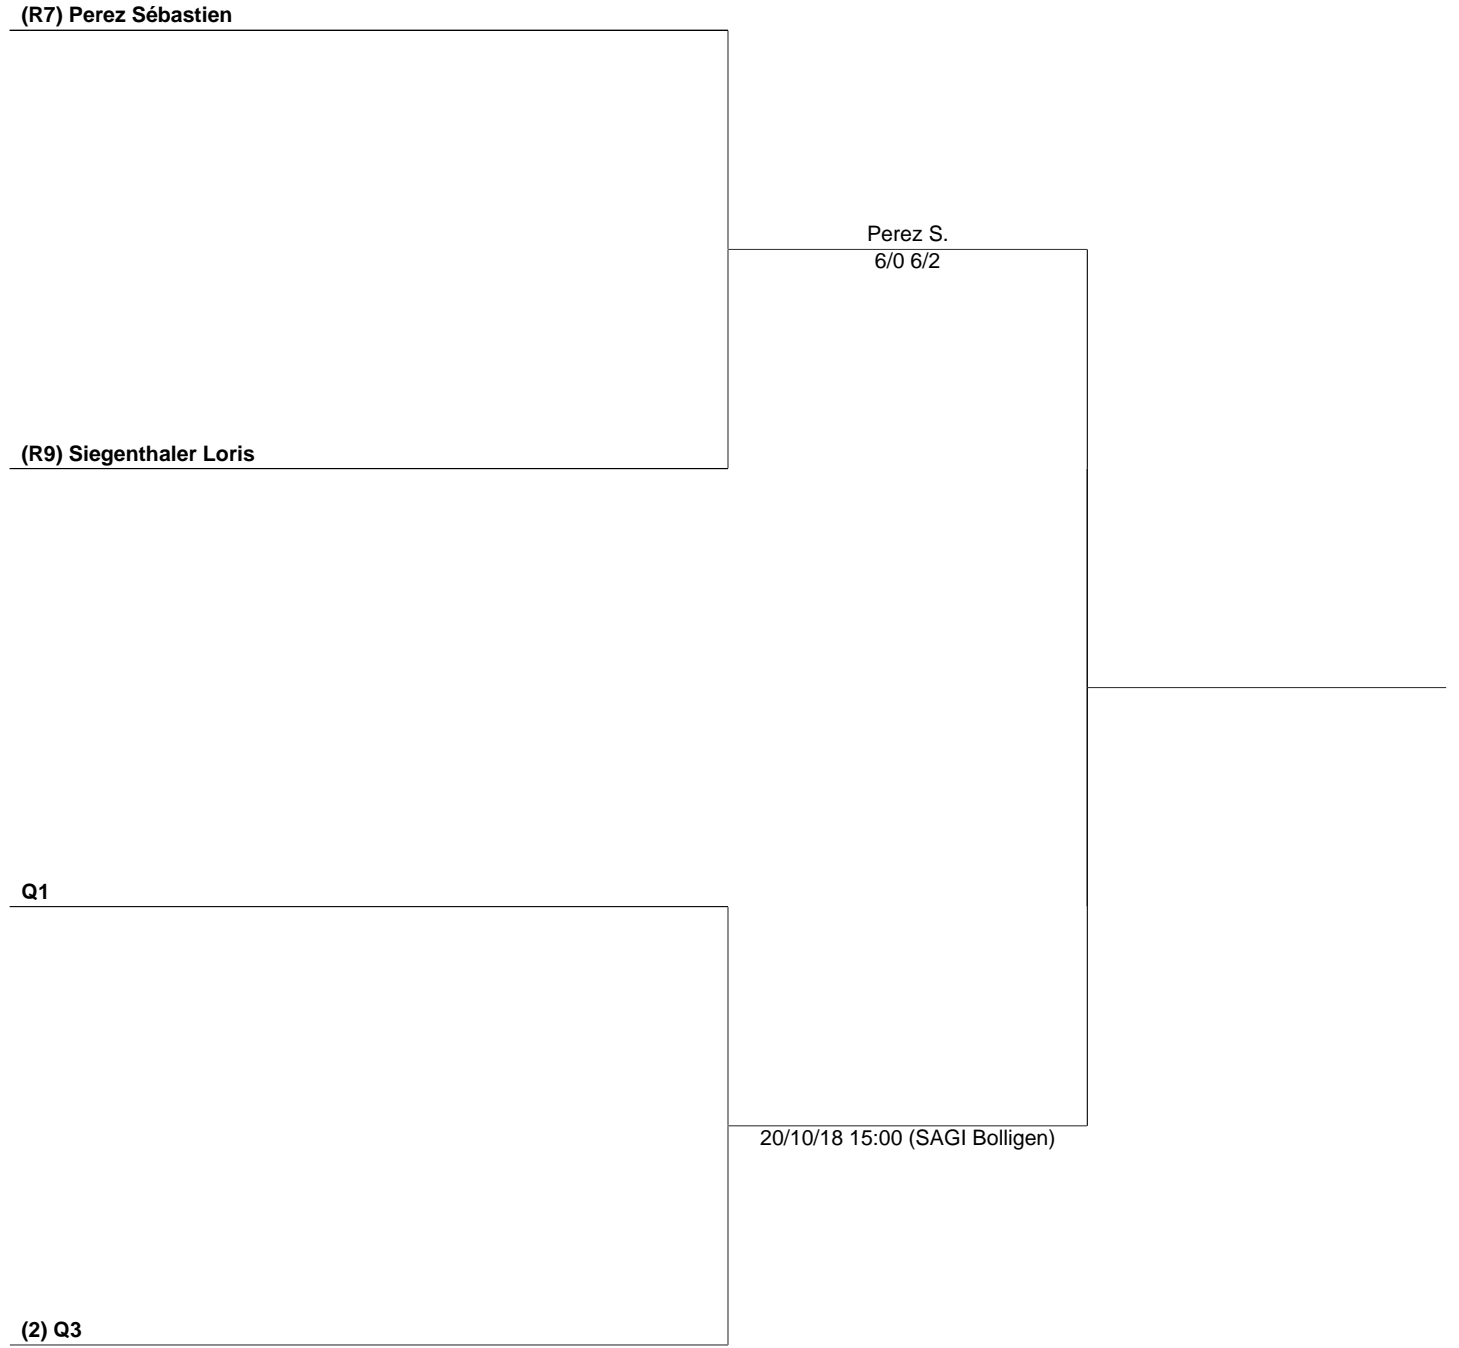 (R7) Perez Sébastien
Perez S.
6/0 6/2
(R9) Siegenthaler Loris
Q1
20/10/18 15:00 (SAGI Bolligen)
(2) Q3